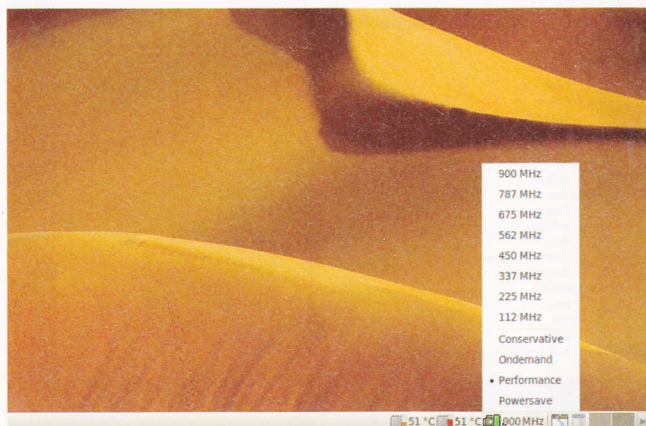 900 MHz
787 MHz
675 MHz
562 MHz
450 MHz
337 MHz
225 MHz
112 MHz
Conservative
Ondemand
• Performance
Powersave
51 °C 51 °C 900 MHz